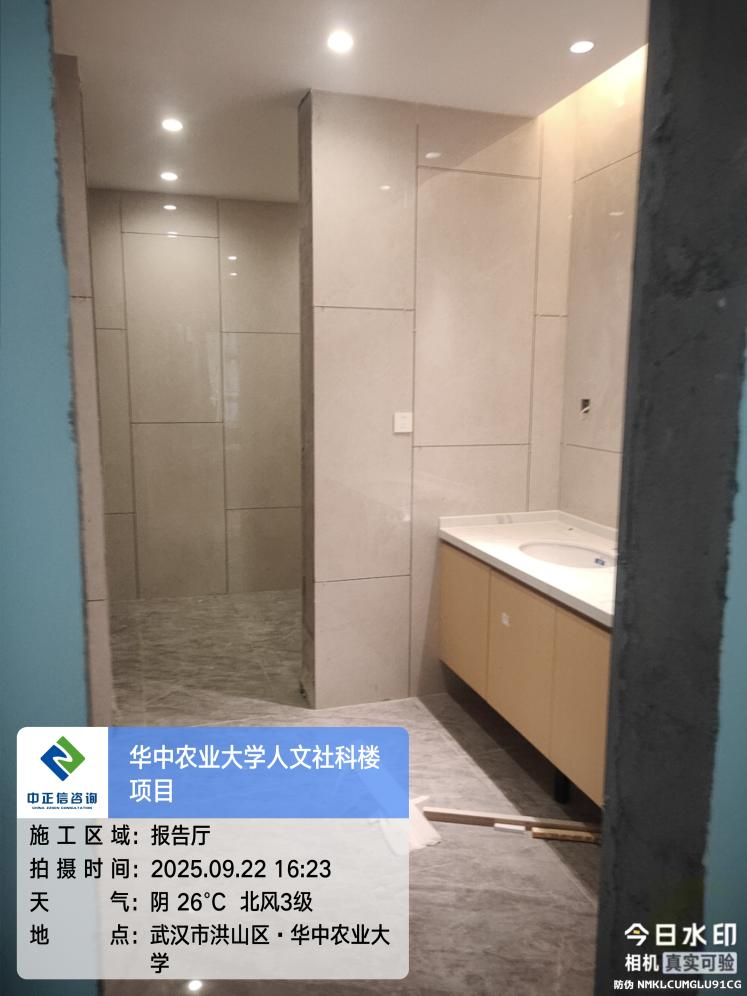 华中农业大学人文社科楼
项目
中正信咨询
CHINA ZZXIN CONSULTATION
施工区域：报告厅
拍摄时间：2025.09.22 16:23
天气：阴 26℃ 北风3级
地点：武汉市洪山区·华中农业大
学
今日水印
相机 真实可验
防伪 NMKLCUMGLU91CG